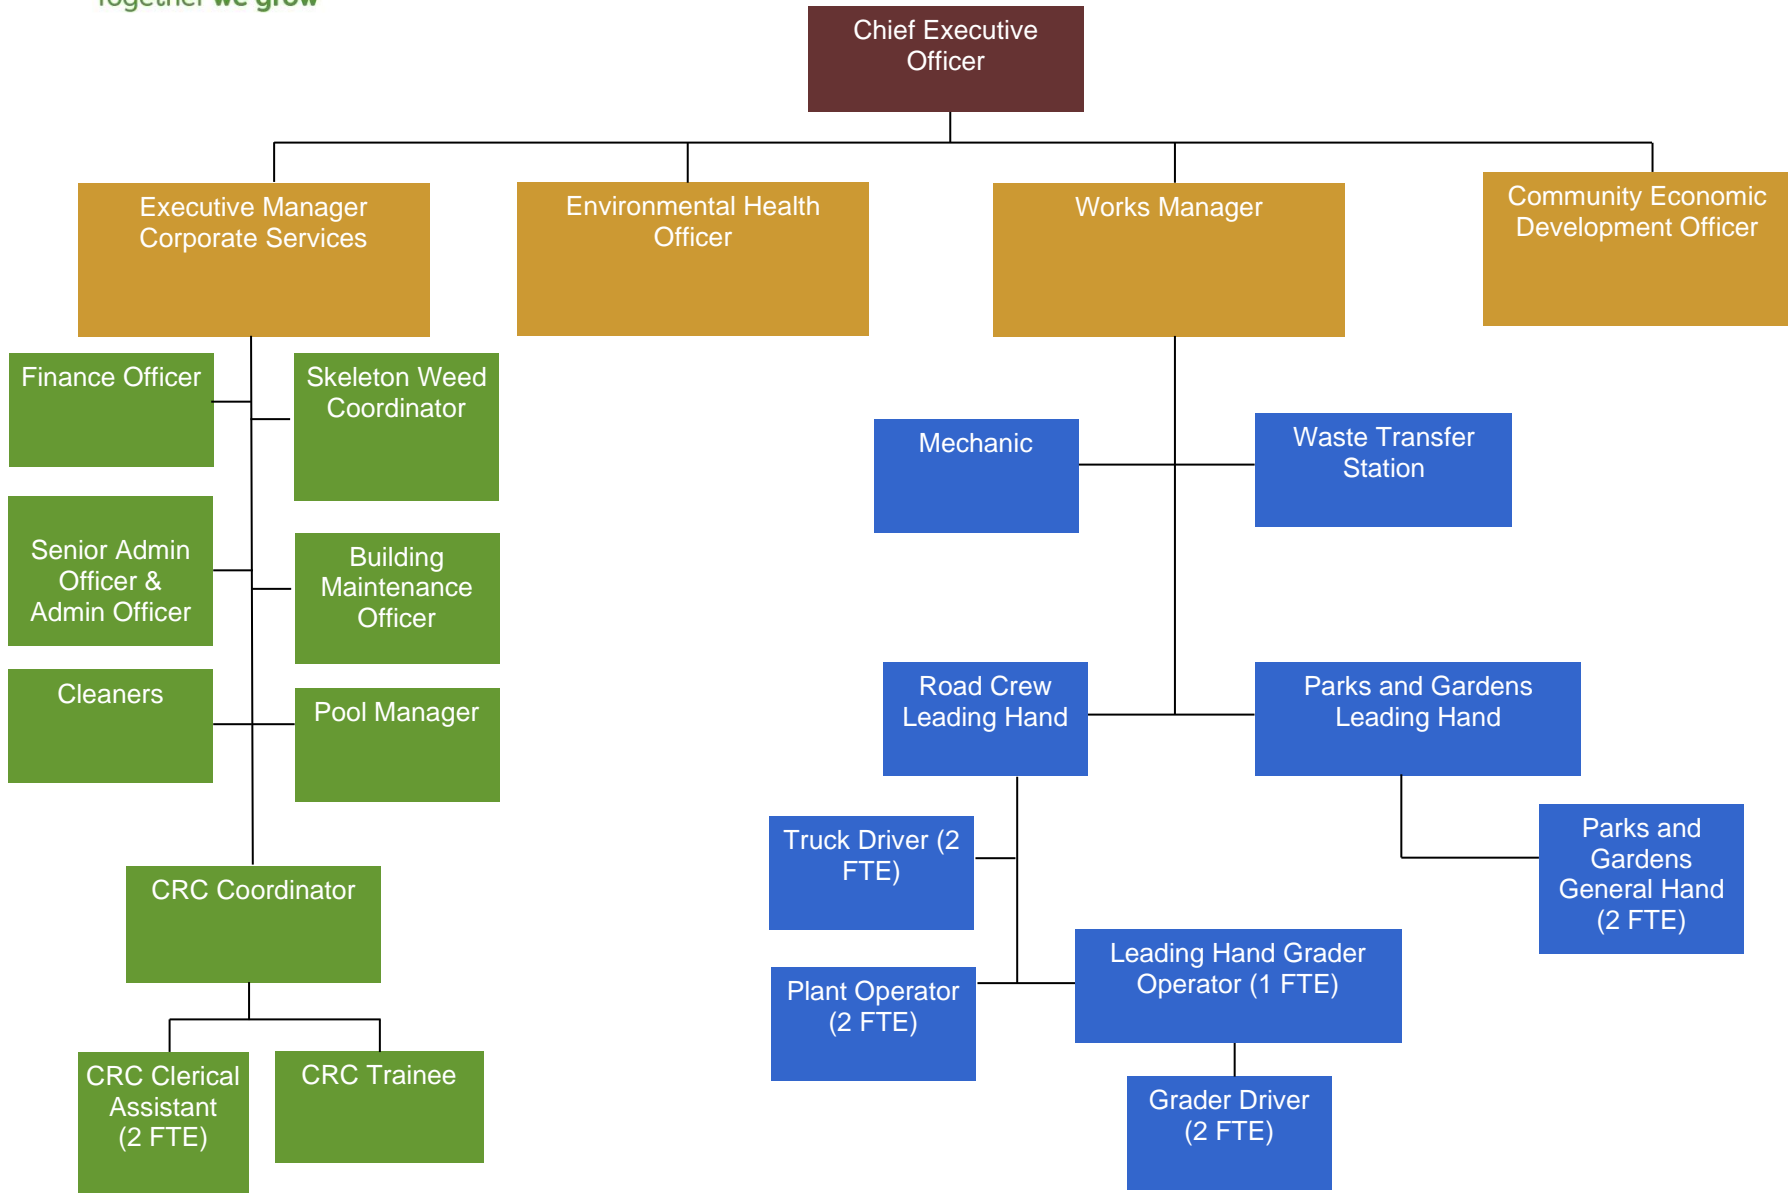 Together we grow
Chief Executive
Officer
Executive Manager
Corporate Services
Environmental Health
Officer
Works Manager
Community Economic
Development Officer
Finance Officer
Skeleton Weed
Coordinator
Mechanic
Waste Transfer
Station
Senior Admin
Officer &
Admin Officer
Building
Maintenance
Officer
Cleaners
Pool Manager
Road Crew
Leading Hand
Parks and Gardens
Leading Hand
Truck Driver (2
FTE)
Parks and
Gardens
General Hand
(2 FTE)
CRC Coordinator
Plant Operator
(2 FTE)
Leading Hand Grader
Operator (1 FTE)
CRC Clerical
Assistant
(2 FTE)
CRC Trainee
Grader Driver
(2 FTE)